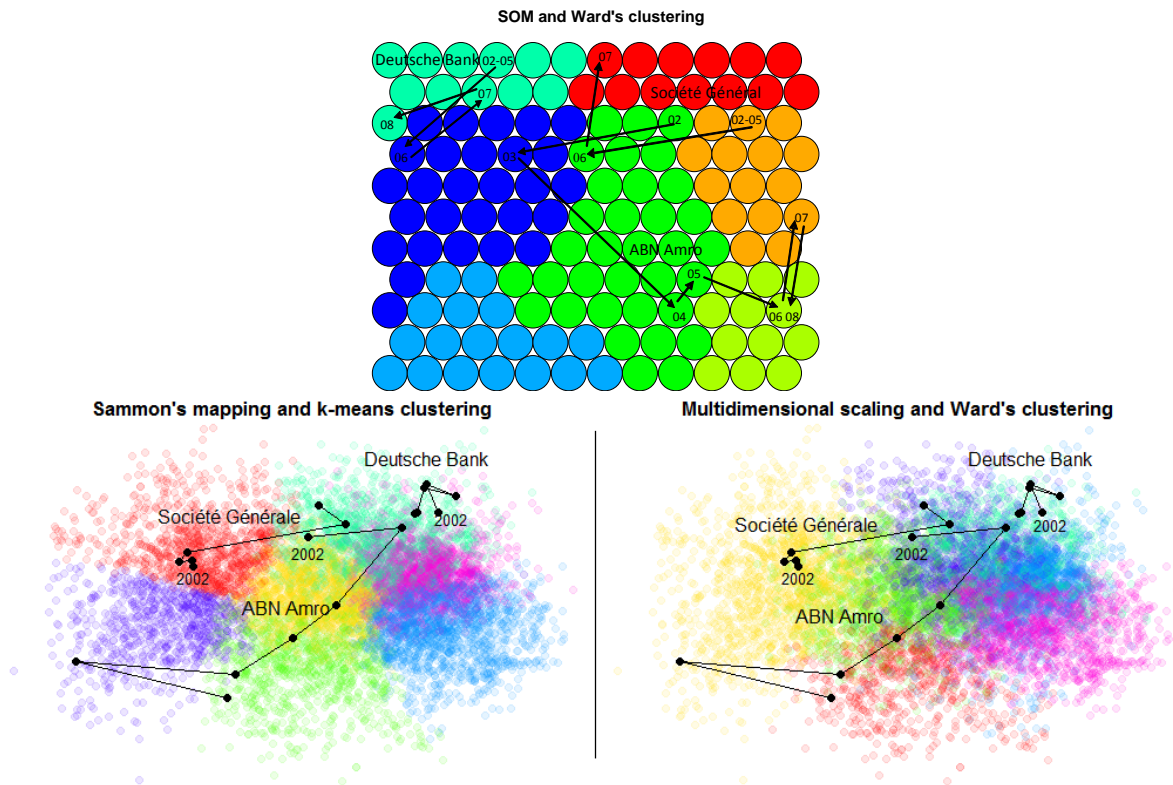 SOM and Ward's clustering
Deutsche Bank 02-05 07
07 Société Général
08 02 02-05
06 03 06
07
ABN Amro
05
04 06 08
Sammon's mapping and k-means clustering
Deutsche Bank
Société Générale
2002
2002
2002
ABN Amro
Multidimensional scaling and Ward's clustering
Deutsche Bank
Société Générale
2002
2002
2002
ABN Amro